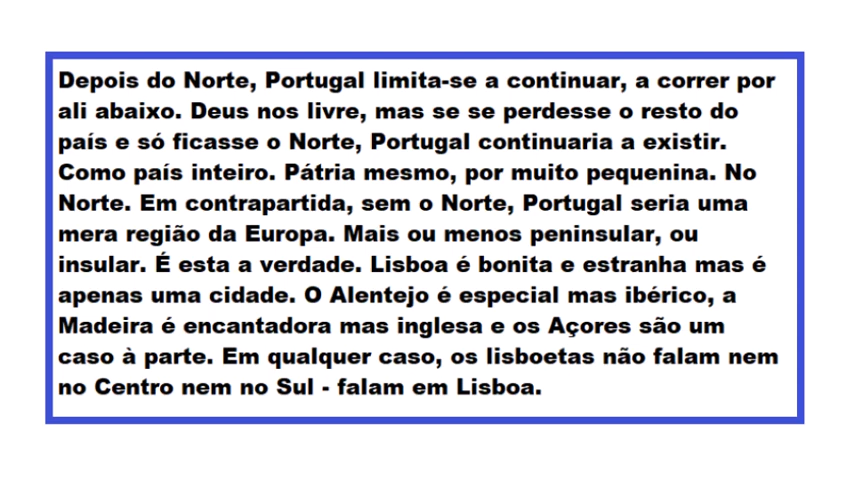 Depois do Norte, Portugal limita-se a continuar, a correr por
ali abaixo. Deus nos livre, mas se se perdesse o resto do
país e só ficasse o Norte, Portugal continuaria a existir.
Como país inteiro. Pátria mesmo, por muito pequenina. No
Norte. Em contrapartida, sem o Norte, Portugal seria uma
mera região da Europa. Mais ou menos peninsular, ou
insular. É esta a verdade. Lisboa é bonita e estranha mas é
apenas uma cidade. O Alentejo é especial mas ibérico, a
Madeira é encantadora mas inglesa e os Açores são um
caso à parte. Em qualquer caso, os lisboetas não falam nem
no Centro nem no Sul - falam em Lisboa.